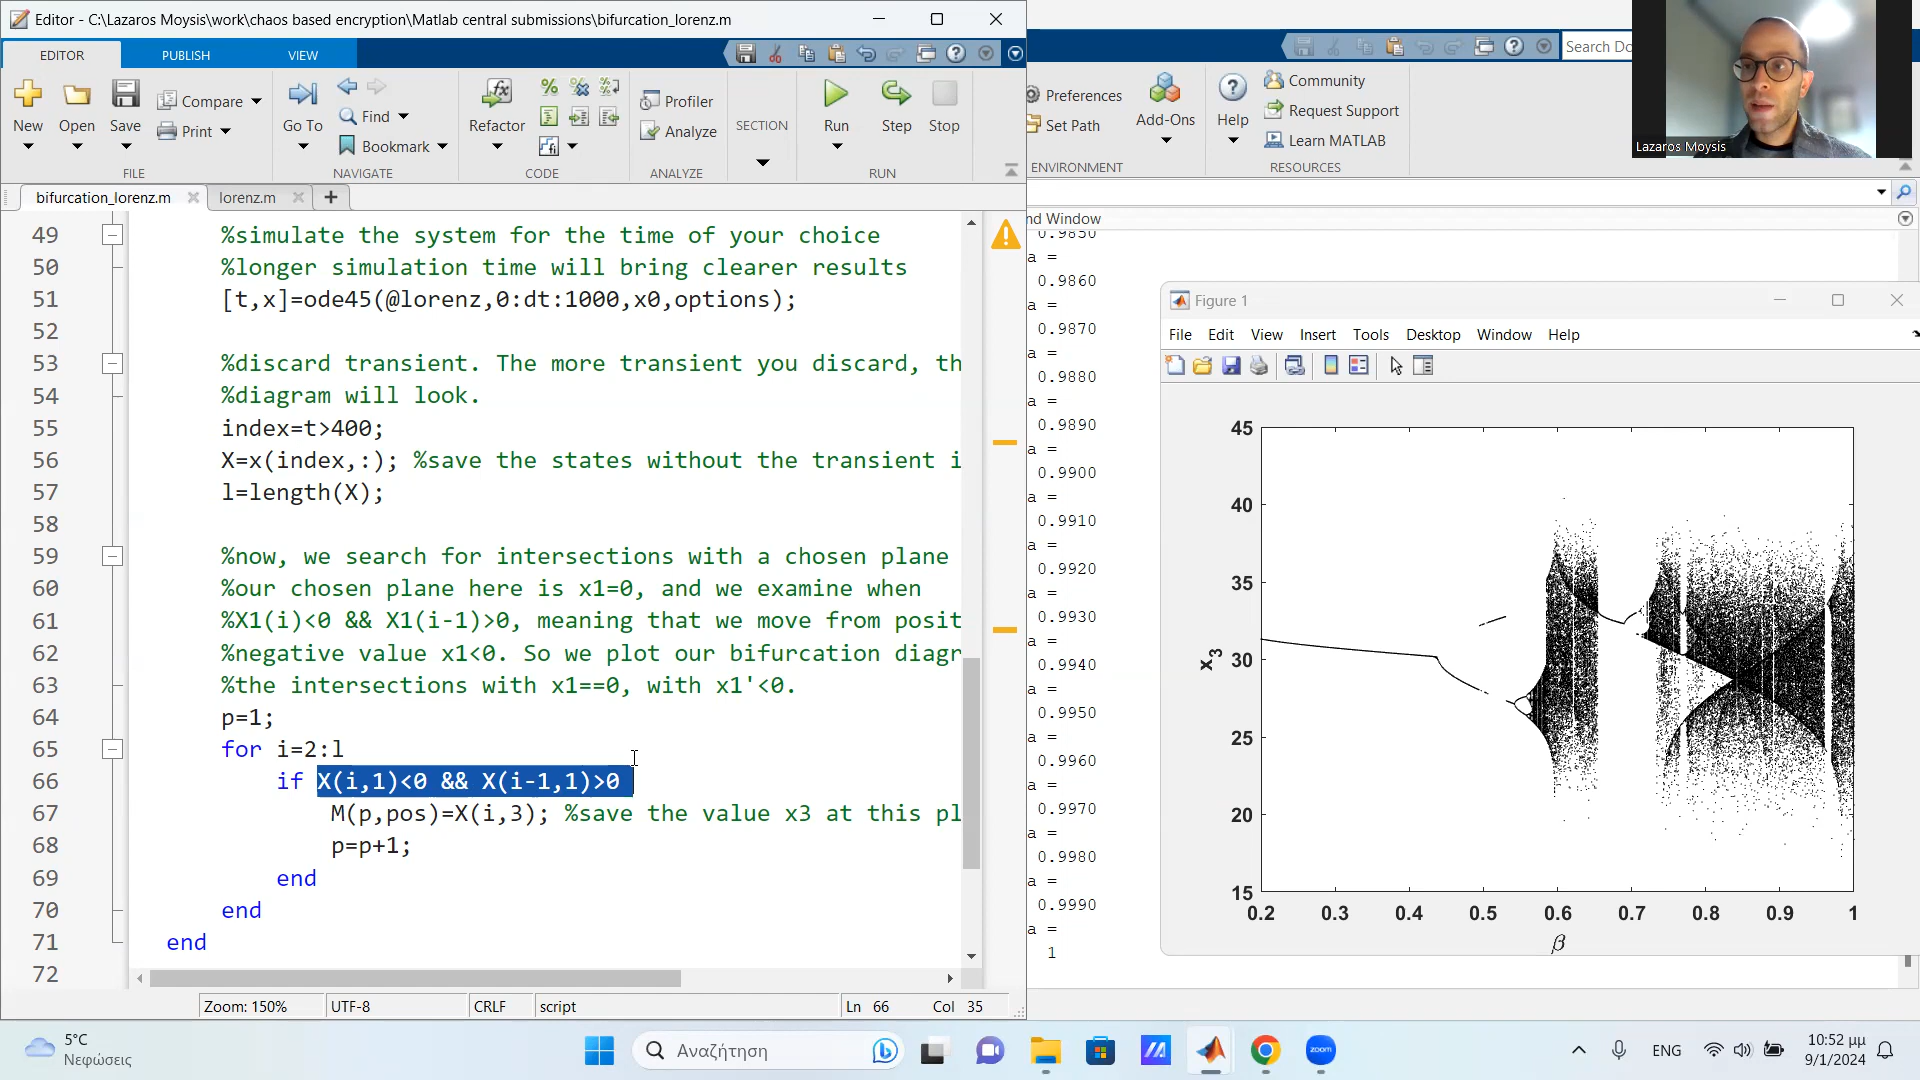 Editor - C:\Lazaros Moysis\work\chaos based encryption\Matlab central submissions\bifurcation_lorenz.m
EDITOR PUBLISH VIEW
Search Do
New Open Save Compare Print
Go To Find Bookmark
Refactor
Profiler Analyze
SECTION
Run Step Stop
FILE NAVIGATE CODE ANALYZE RUN
Preferences Set Path
Add-Ons
Help
Community
Request Support
Learn MATLAB
ENVIRONMENT RESOURCES
Lazaros Moysis
bifurcation_lorenz.m lorenz.m
49 %simulate the system for the time of your choice
50 %longer simulation time will bring clearer results
51 [t,x]=ode45(@lorenz,0:dt:1000,x0,options);
52
53 %discard transient. The more transient you discard, th
54 %diagram will look.
55 index=t>400;
56 X=x(index,:); %save the states without the transient i
57 l=length(X);
58
59 %now, we search for intersections with a chosen plane
60 %our chosen plane here is x1=0, and we examine when
61 %X1(i)<0 && X1(i-1)>0, meaning that we move from posit
62 %negative value x1<0. So we plot our bifurcation diagr
63 %the intersections with x1==0, with x1'<0.
64 p=1;
65 for i=2:l
66 if X(i,1)<0 && X(i-1,1)>0
67 M(p,pos)=X(i,3); %save the value x3 at this pl
68 p=p+1;
69 end
70 end
71 end
72
Zoom: 150% UTF-8 CRLF script Ln 66 Col 35
nd Window
0.9850
a =
0.9860
a =
0.9870
a =
0.9880
a =
0.9890
a =
0.9900
a =
0.9910
a =
0.9920
a =
0.9930
a =
0.9940
a =
0.9950
a =
0.9960
a =
0.9970
a =
0.9980
a =
0.9990
a =
1
Figure 1
File Edit View Insert Tools Desktop Window Help
45
40
35
30
25
20
15
x3
0.2 0.3 0.4 0.5 0.6 0.7 0.8 0.9 1
β
5°C
Νεφώσεις
Αναζήτηση
zoom
ENG
10:52 μμ
9/1/2024